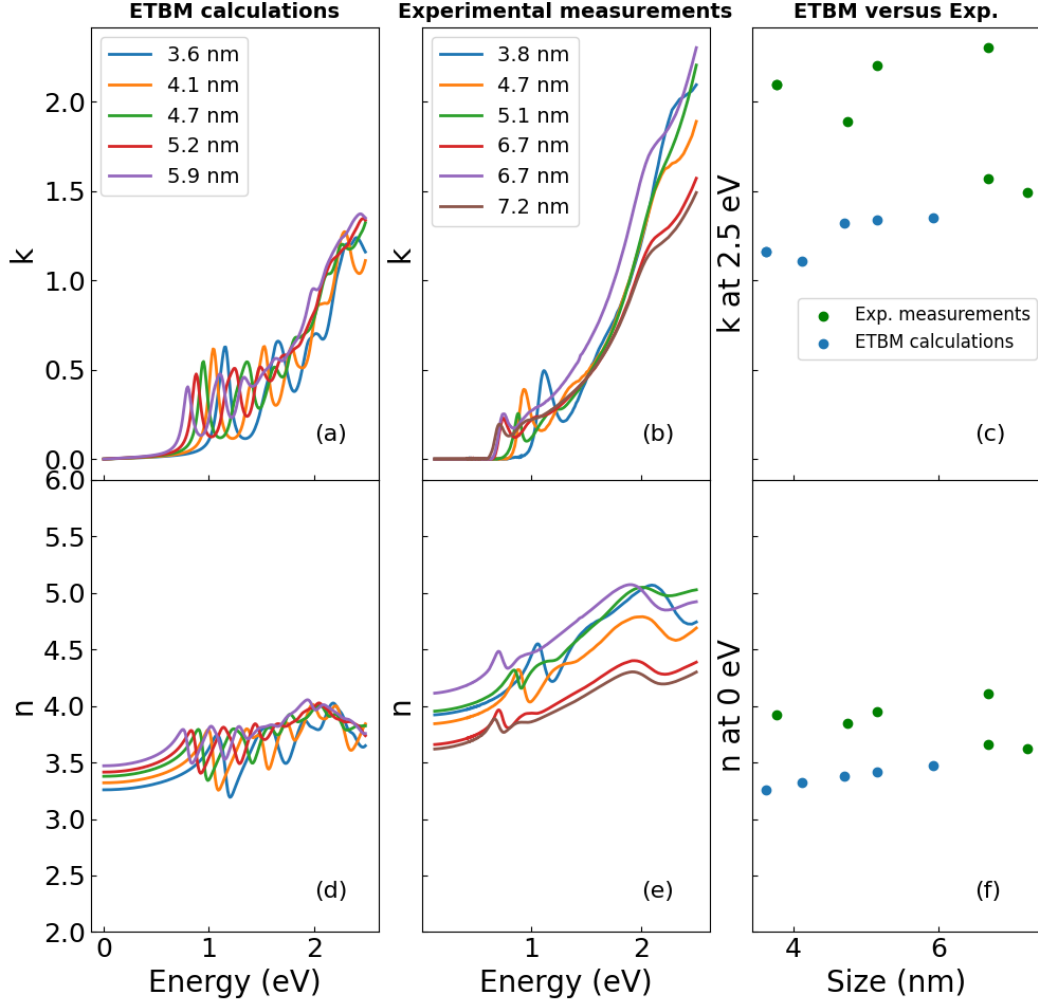 ETBM calculations
Experimental measurements
ETBM versus Exp.
k
2.0
1.5
1.0
0.5
0.0
3.6 nm
4.1 nm
4.7 nm
5.2 nm
5.9 nm
(a)
k
3.8 nm
4.7 nm
5.1 nm
6.7 nm
6.7 nm
7.2 nm
(b)
k at 2.5 eV
Exp. measurements
ETBM calculations
(c)
n
6.0
5.5
5.0
4.5
4.0
3.5
3.0
2.5
2.0
(d)
0
1
2
Energy (eV)
n
(e)
1
2
Energy (eV)
n at 0 eV
(f)
4
6
Size (nm)